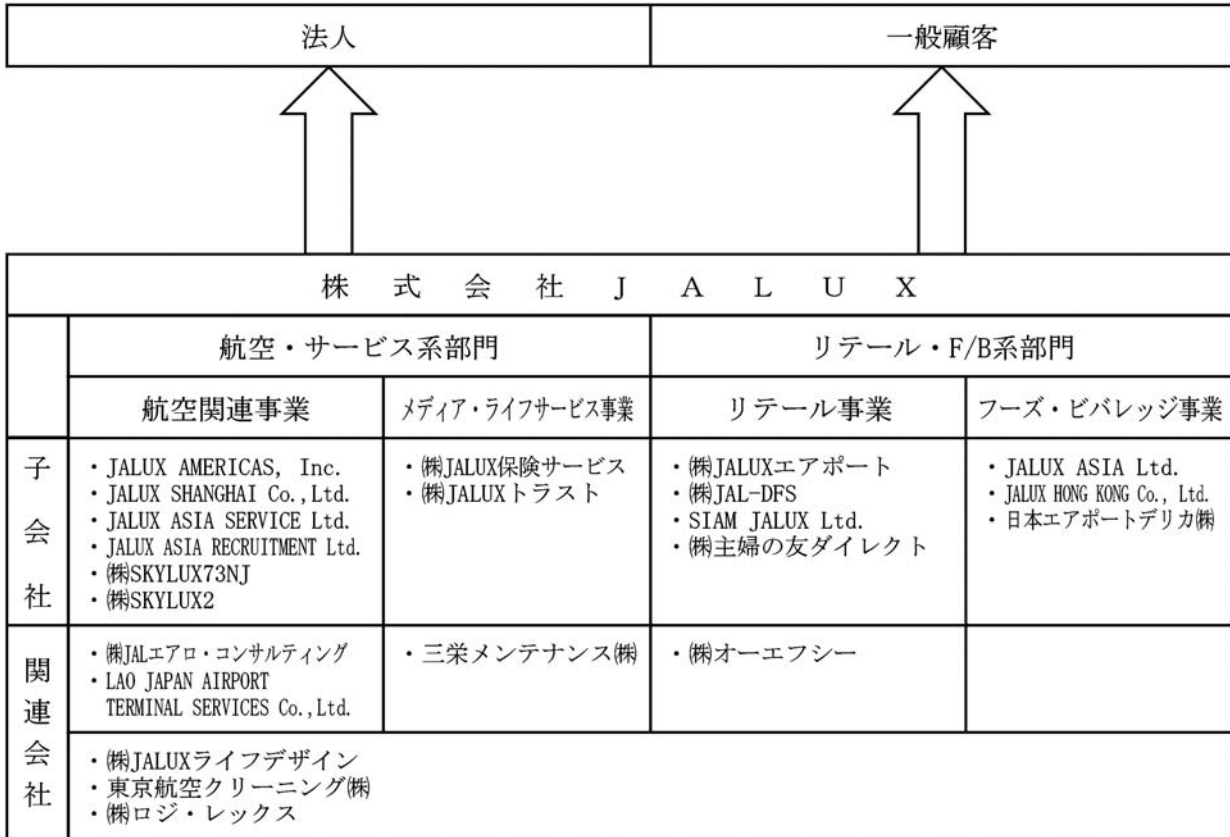 法人
一般顧客
株式会社JALUX
航空・サービス系部門
リテール・F/B系部門
航空関連事業
メディア・ライフサービス事業
リテール事業
フーズ・ビバレッジ事業
子会社
・JALUX AMERICAS, Inc.
・JALUX SHANGHAI Co.,Ltd.
・JALUX ASIA SERVICE Ltd.
・JALUX ASIA RECRUITMENT Ltd.
・㈱SKYLUX73NJ
・㈱SKYLUX2
・㈱JALUX保険サービス
・㈱JALUXトラスト
・㈱JALUXエアポート
・㈱JAL-DFS
・SIAM JALUX Ltd.
・㈱主婦の友ダイレクト
・JALUX ASIA Ltd.
・JALUX HONG KONG Co., Ltd.
・日本エアポートデリカ㈱
関連会社
・㈱JALエアロ・コンサルティング
・LAO JAPAN AIRPORT
TERMINAL SERVICES Co.,Ltd.
・三栄メンテナンス㈱
・㈱オーエフシー
・㈱JALUXライフデザイン
・東京航空クリーニング㈱
・㈱ロジ・レックス